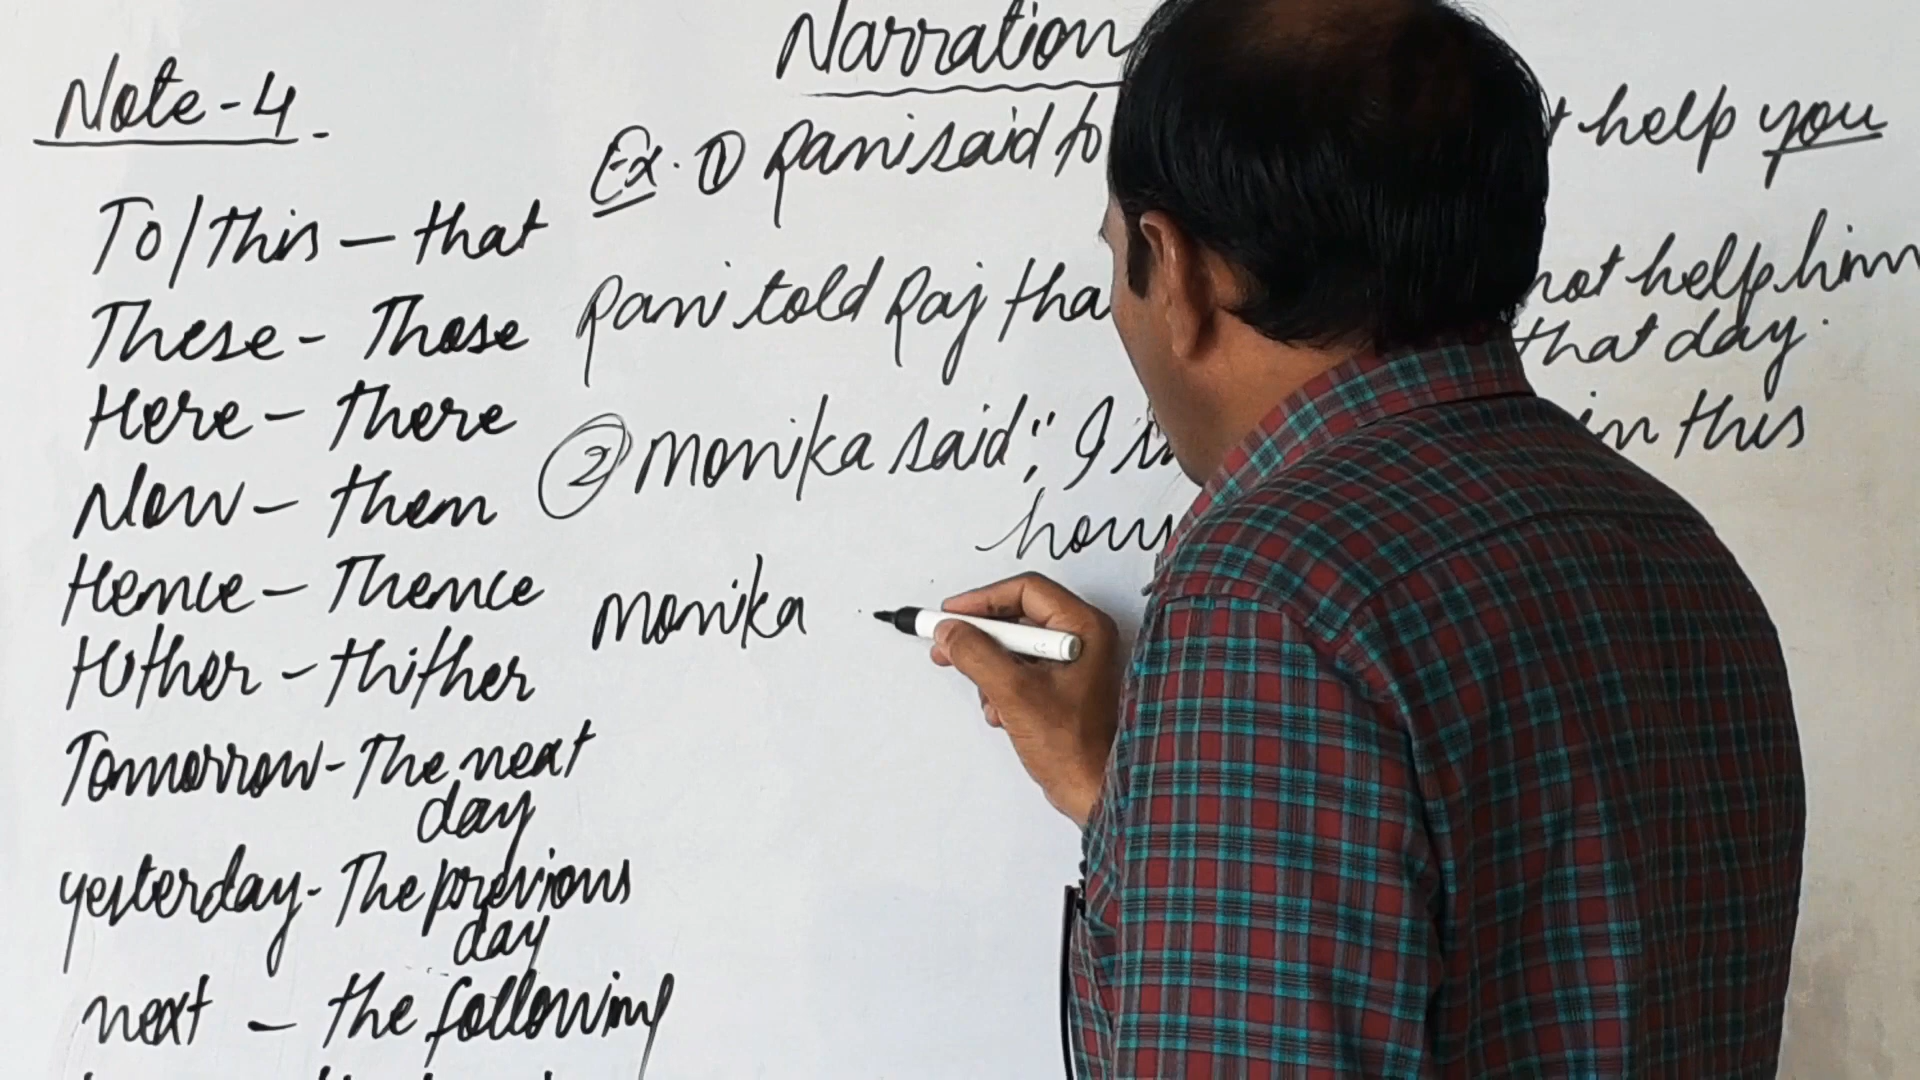 Narration
Note-4.
Ex. ① Rani said to help you
To/This – that
Rani told Raj tha not help him
that day.
These – Those
Here – there
② Monika said," I in this
hous
Now – then
Hence – Thence
Monika
Hither – thither
Tomorrow – The next
day
yesterday - The previous
day
next – the following